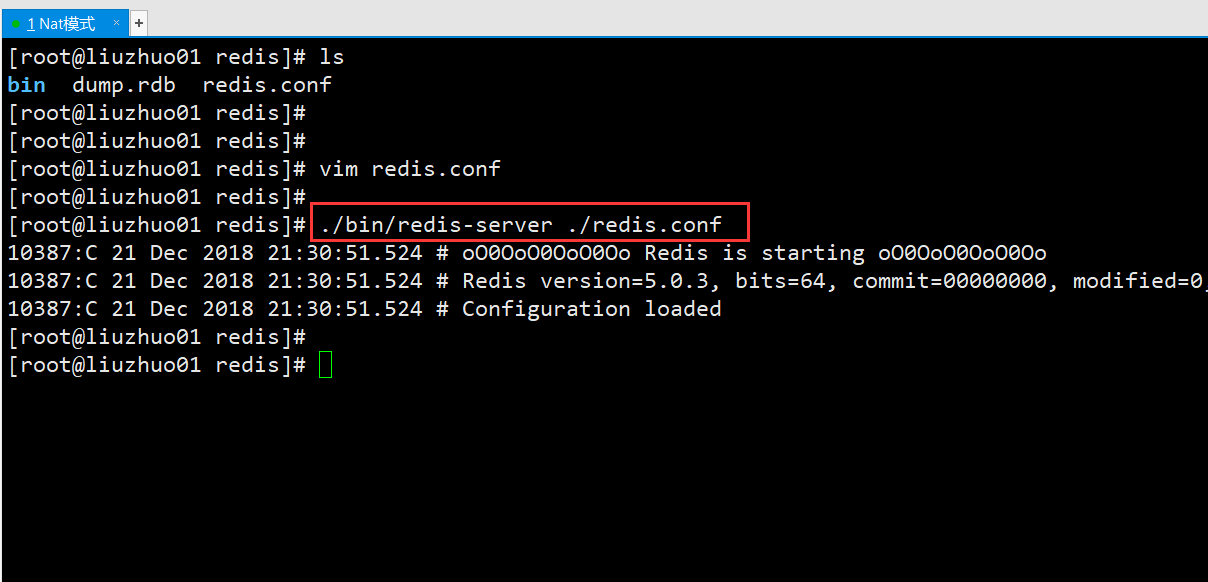 1 Nat模式 × +
[root@liuzhuo01 redis]# ls
bin  dump.rdb  redis.conf
[root@liuzhuo01 redis]#
[root@liuzhuo01 redis]#
[root@liuzhuo01 redis]# vim redis.conf
[root@liuzhuo01 redis]#
[root@liuzhuo01 redis]# ./bin/redis-server ./redis.conf
10387:C 21 Dec 2018 21:30:51.524 # oO0OoO0OoO0Oo Redis is starting oO0OoO0OoO0Oo
10387:C 21 Dec 2018 21:30:51.524 # Redis version=5.0.3, bits=64, commit=00000000, modified=0,
10387:C 21 Dec 2018 21:30:51.524 # Configuration loaded
[root@liuzhuo01 redis]#
[root@liuzhuo01 redis]#